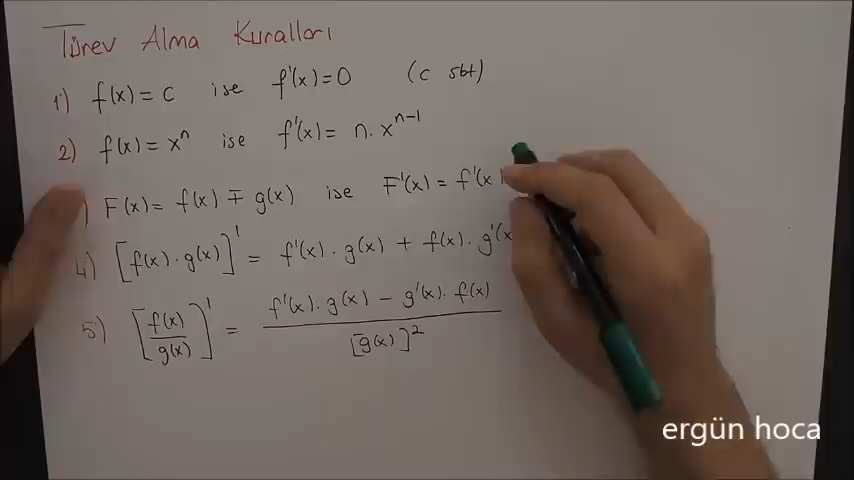 Türev Alma Kuralları
1) f(x) = c ise f'(x) = 0 (c sbt)
2) f(x) = xⁿ ise f'(x) = n. xⁿ⁻¹
) F(x) = f(x) ∓ g(x) ise F'(x) = f'(x
4) [f(x) . g(x)]' = f'(x) . g(x) + f(x) . g'(x
5) [f(x)/g(x)]' = f'(x) . g(x) − g'(x) . f(x) / [g(x)]²
ergün hoca